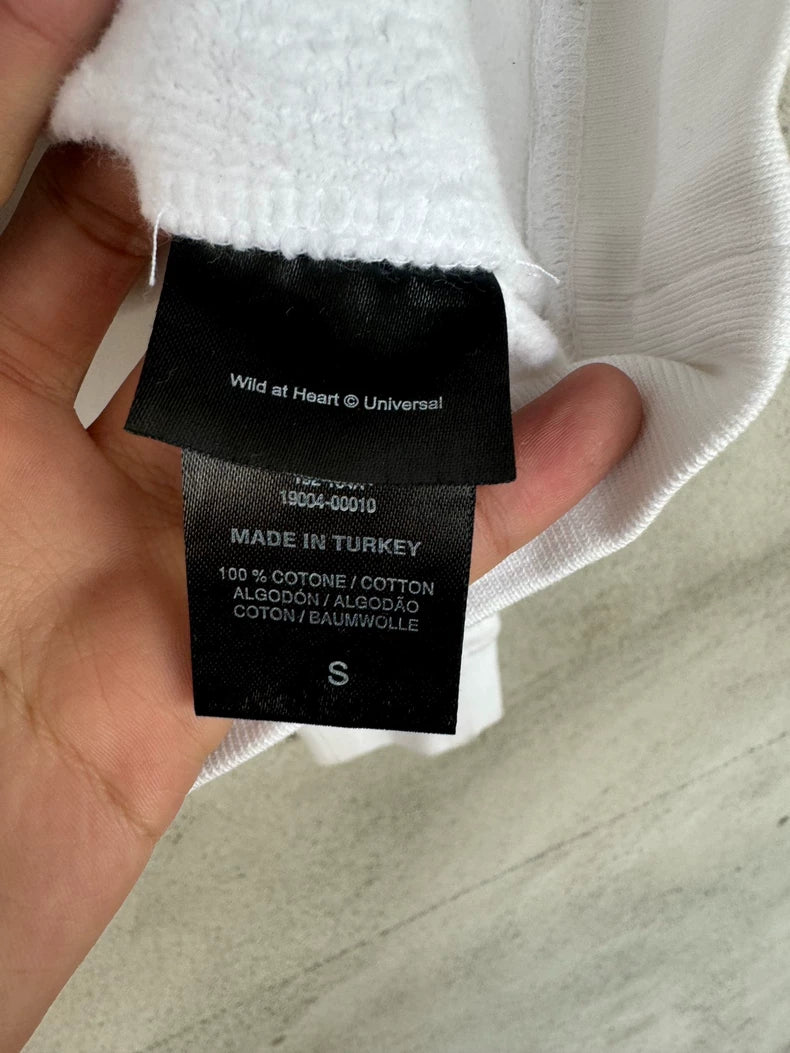 Wild at Heart © Universal
19004-00010
MADE IN TURKEY
100 % COTONE / COTTON
ALGODÓN / ALGODÃO
COTON / BAUMWOLLE
S